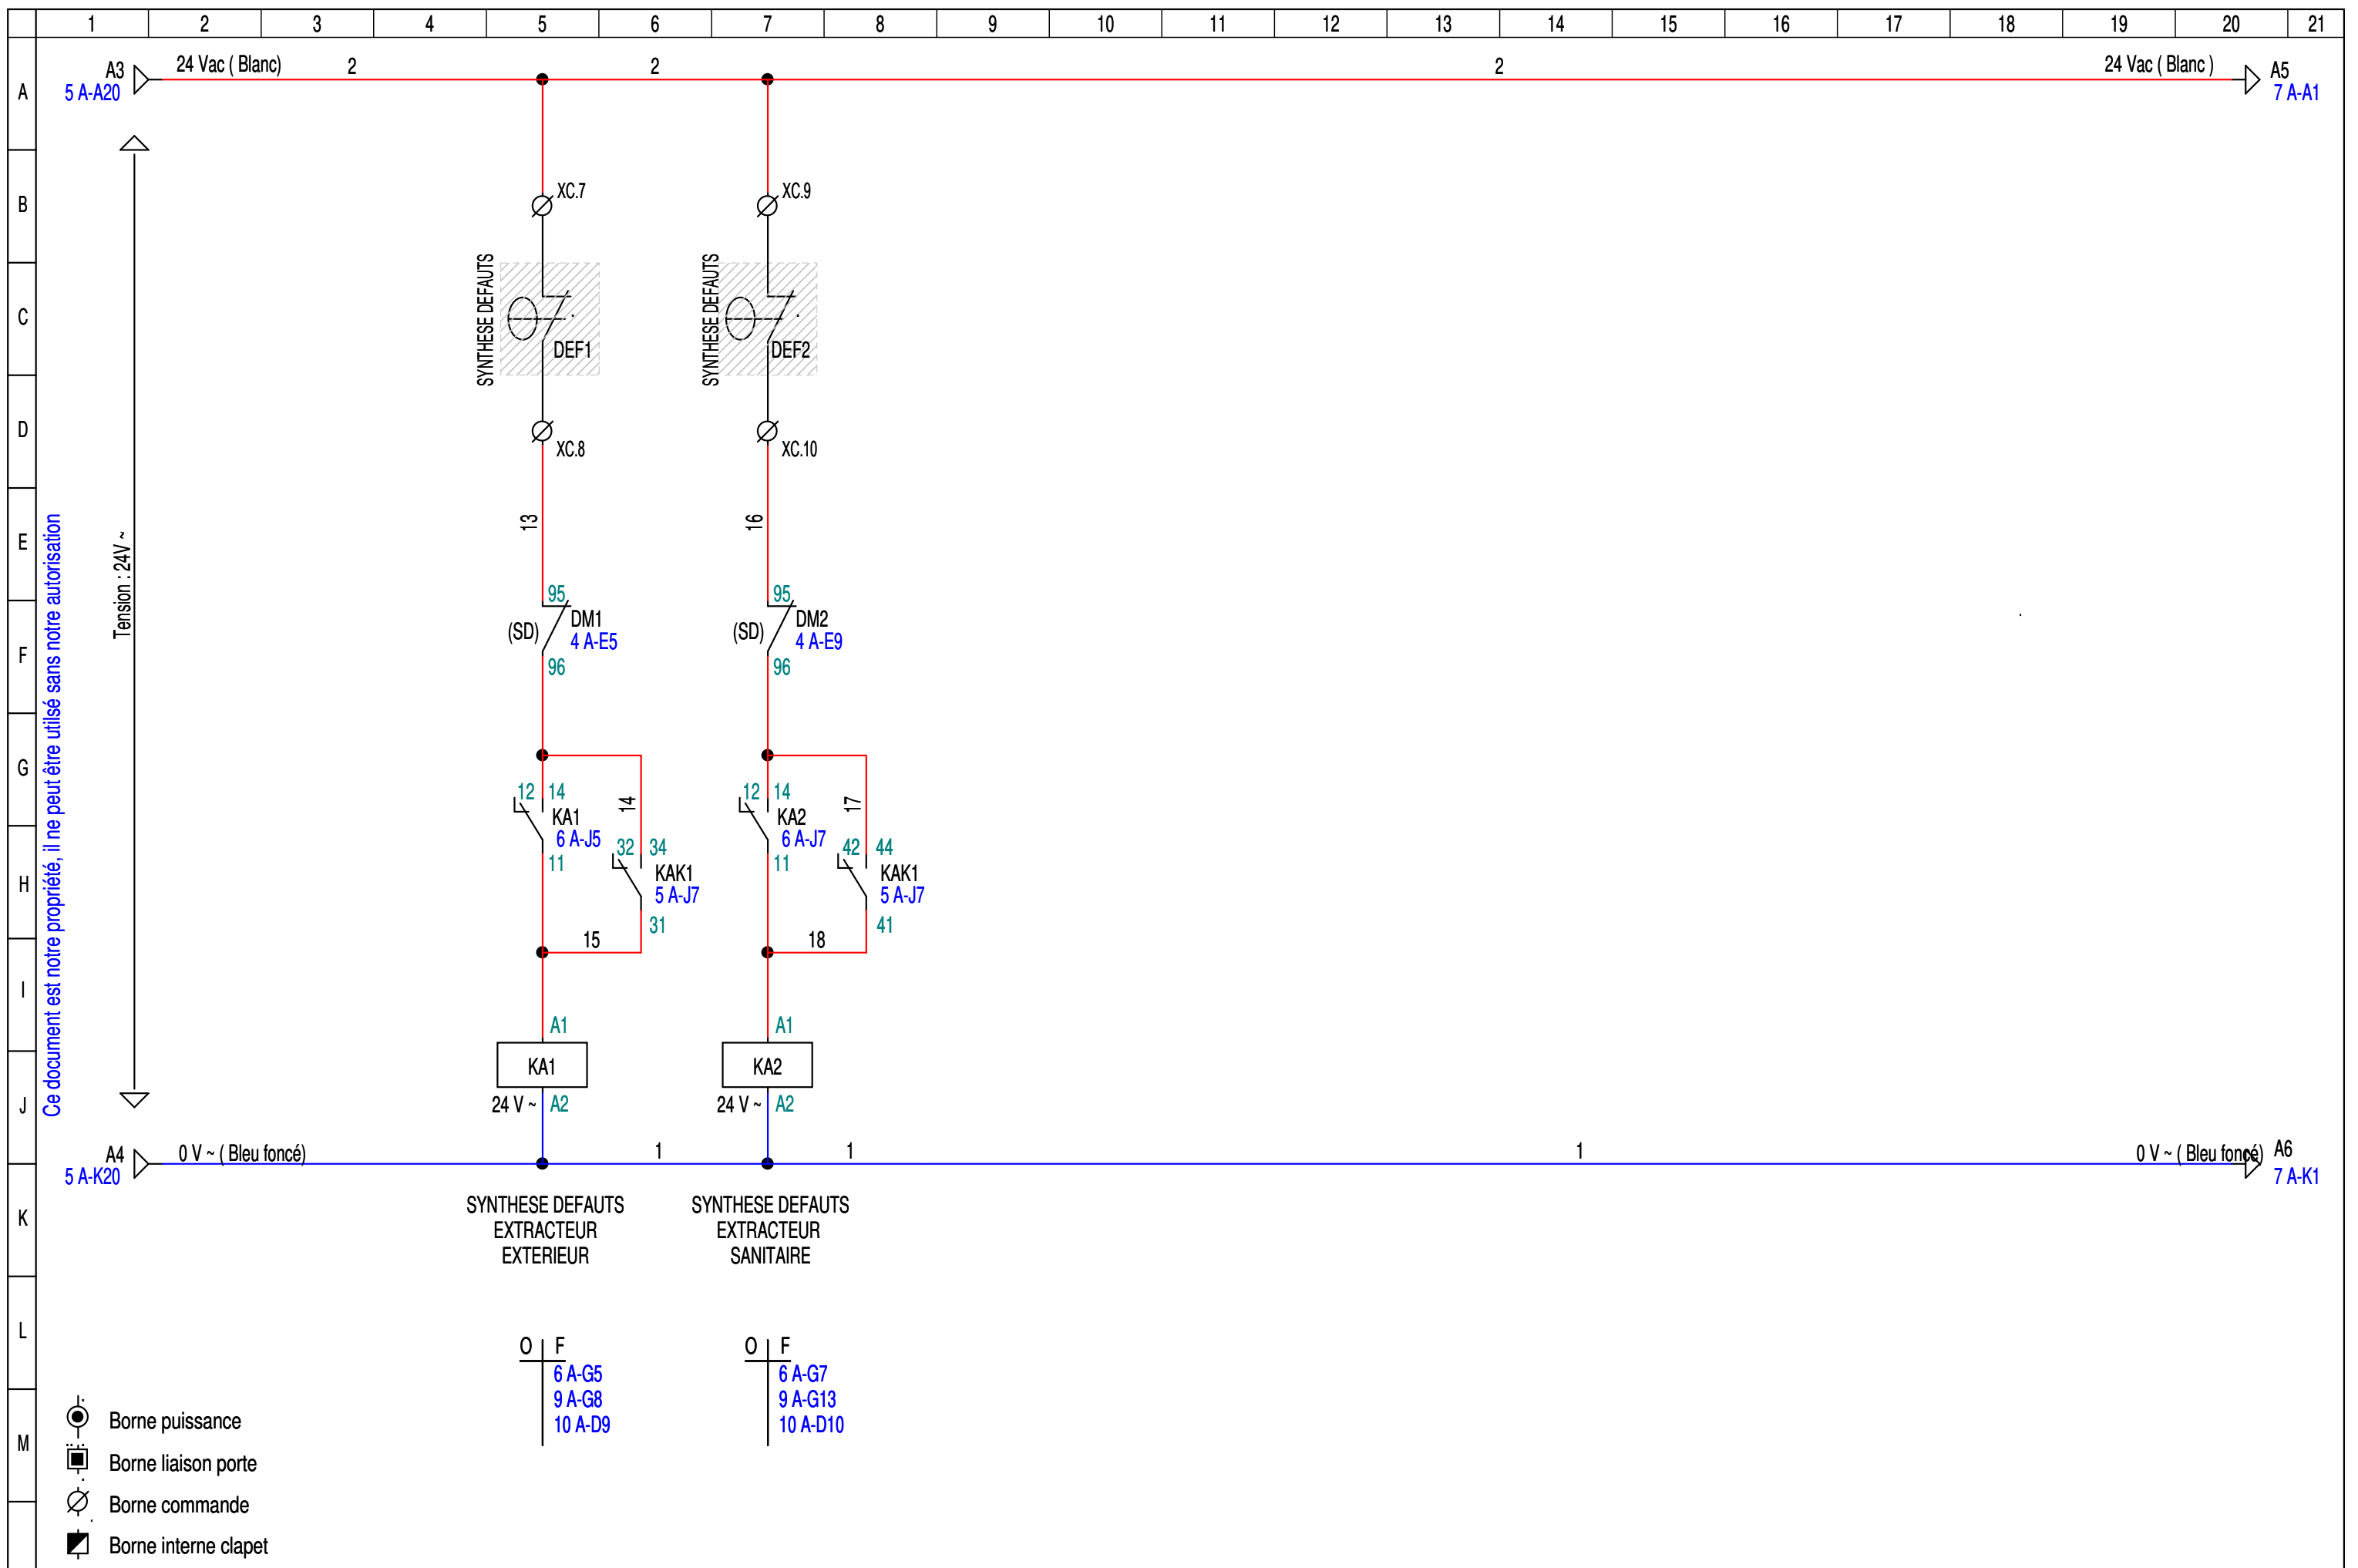 1 2 3 4 5 6 7 8 9 10 11 12 13 14 15 16 17 18 19 20 21
A
B
C
D
E
F
G
H
I
J
K
L
M
A3
5 A-A20
24 Vac ( Blanc)
2
2
2
24 Vac ( Blanc )
A5
7 A-A1
Tension : 24V ~
Ce document est notre propriété, il ne peut être utilsé sans notre autorisation
XC.7
SYNTHESE DEFAUTS
DEF1
XC.8
13
95
(SD)
DM1
4 A-E5
96
12 14
KA1
6 A-J5
11
14
32 34
KAK1
5 A-J7
31
15
A1
KA1
24 V ~
A2
XC.9
SYNTHESE DEFAUTS
DEF2
XC.10
16
95
(SD)
DM2
4 A-E9
96
12 14
KA2
6 A-J7
11
17
42 44
KAK1
5 A-J7
41
18
A1
KA2
24 V ~
A2
A4
5 A-K20
0 V ~ ( Bleu foncé)
1
1
1
0 V ~ ( Bleu foncé)
A6
7 A-K1
SYNTHESE DEFAUTS
EXTRACTEUR
EXTERIEUR
SYNTHESE DEFAUTS
EXTRACTEUR
SANITAIRE
O F
6 A-G5
9 A-G8
10 A-D9
O F
6 A-G7
9 A-G13
10 A-D10
Borne puissance
Borne liaison porte
Borne commande
Borne interne clapet